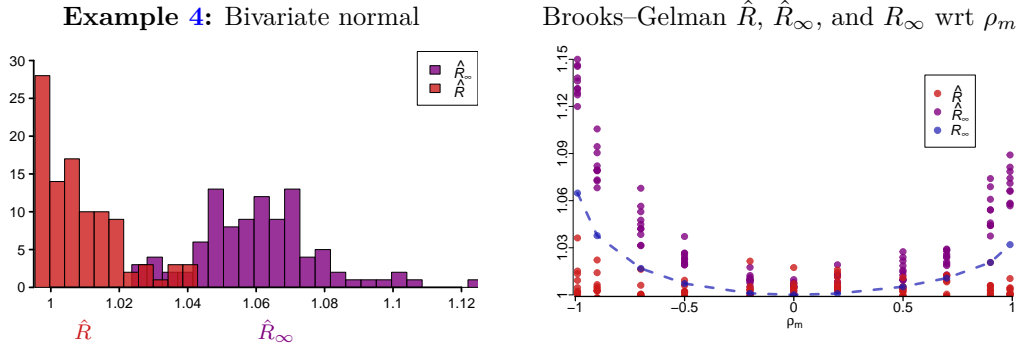 Example 4: Bivariate normal
30
25
20
15
10
5
0
R̂∞
R̂
1 1.02 1.04 1.06 1.08 1.1 1.12
R̂ R̂∞
Brooks–Gelman R̂, R̂∞, and R∞ wrt ρm
1.15
1.12
1.09
1.06
1.03
1
R̂
R̂∞
R∞
−1 −0.5 0 0.5 1
ρm